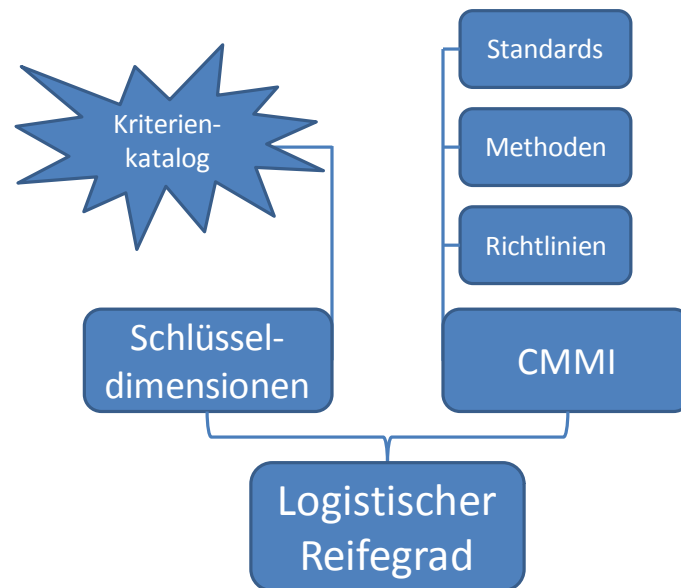 Kriterien-
katalog
Standards
Methoden
Richtlinien
Schlüssel-
dimensionen
CMMI
Logistischer
Reifegrad